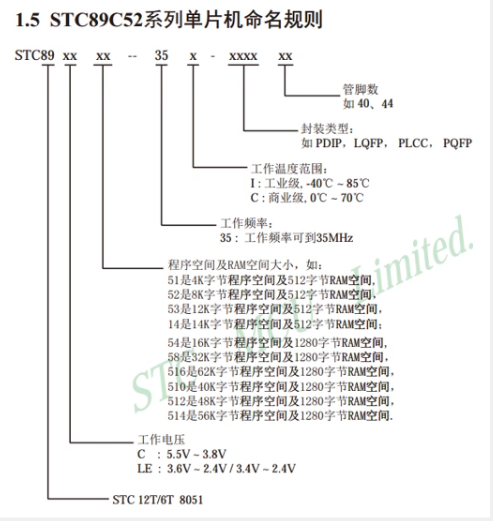 1.5 STC89C52系列单片机命名规则
STC89 xx xx -- 35 x - xxxx xx
管脚数
如 40、44
封装类型:
如 PDIP, LQFP, PLCC, PQFP
工作温度范围:
I : 工业级, -40℃ ~ 85℃
C : 商业级, 0℃ ~ 70℃
工作频率:
35 : 工作频率可到35MHz
程序空间及RAM空间大小, 如:
51是4K字节程序空间及512字节RAM空间,
52是8K字节程序空间及512字节RAM空间,
53是12K字节程序空间及512字节RAM空间,
14是14K字节程序空间及512字节RAM空间;
54是16K字节程序空间及1280字节RAM空间,
58是32K字节程序空间及1280字节RAM空间,
516是62K字节程序空间及1280字节RAM空间,
510是40K字节程序空间及1280字节RAM空间,
512是48K字节程序空间及1280字节RAM空间,
514是56K字节程序空间及1280字节RAM空间.
工作电压
C : 5.5V ~ 3.8V
LE : 3.6V ~ 2.4V / 3.4V ~ 2.4V
STC 12T/6T 8051
STC MCU Limited.